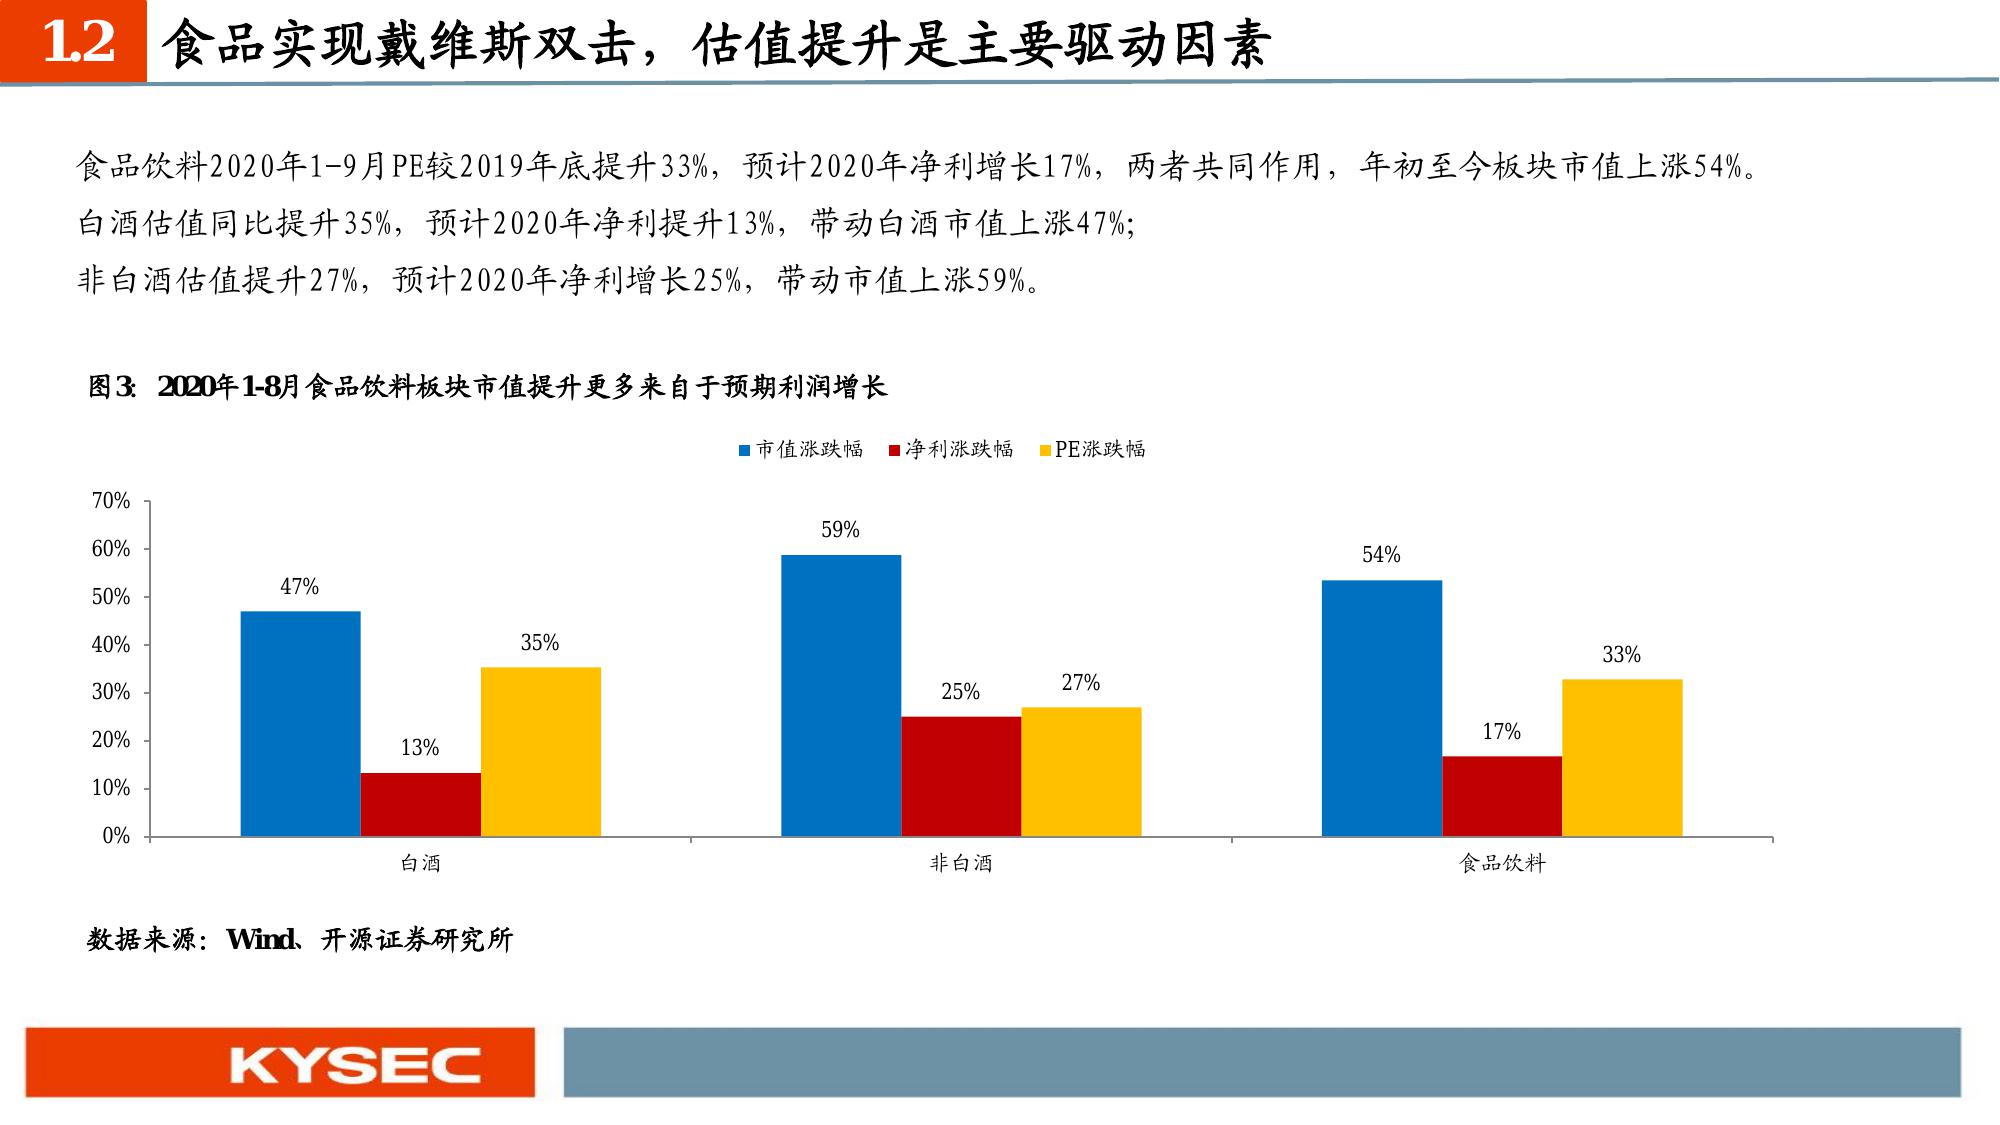 1.2 食品实现戴维斯双击，估值提升是主要驱动因素
食品饮料2020年1-9月PE较2019年底提升33%，预计2020年净利增长17%，两者共同作用，年初至今板块市值上涨54%。
白酒估值同比提升35%，预计2020年净利提升13%，带动白酒市值上涨47%；
非白酒估值提升27%，预计2020年净利增长25%，带动市值上涨59%。
图3：2020年1-8月食品饮料板块市值提升更多来自于预期利润增长
市值涨跌幅 净利涨跌幅 PE涨跌幅
70%
60%
50%
40%
30%
20%
10%
0%
47%
13%
35%
59%
25%
27%
54%
17%
33%
白酒 非白酒 食品饮料
数据来源：Wind、开源证券研究所
KYSEC